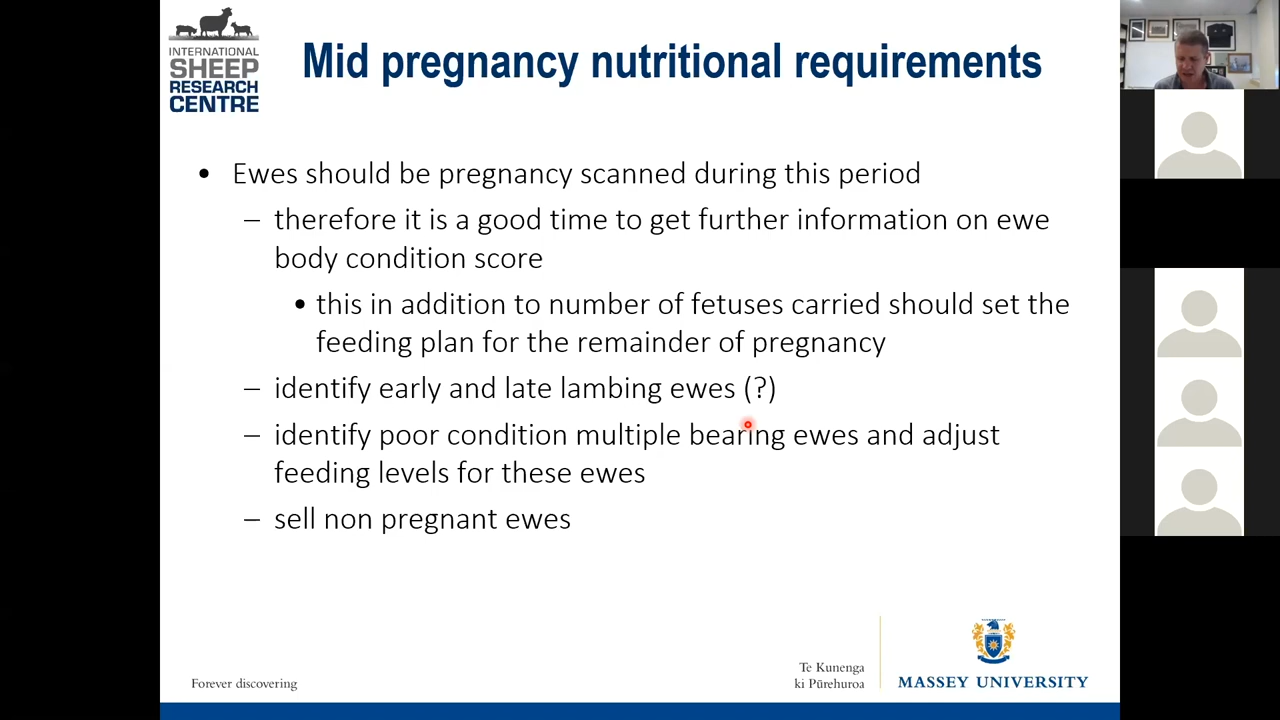 INTERNATIONAL
SHEEP
RESEARCH
CENTRE
Mid pregnancy nutritional requirements
• Ewes should be pregnancy scanned during this period
– therefore it is a good time to get further information on ewe
body condition score
• this in addition to number of fetuses carried should set the
feeding plan for the remainder of pregnancy
– identify early and late lambing ewes (?)
– identify poor condition multiple bearing ewes and adjust
feeding levels for these ewes
– sell non pregnant ewes
Forever discovering
Te Kunenga
ki Pūrehuroa
MASSEY UNIVERSITY